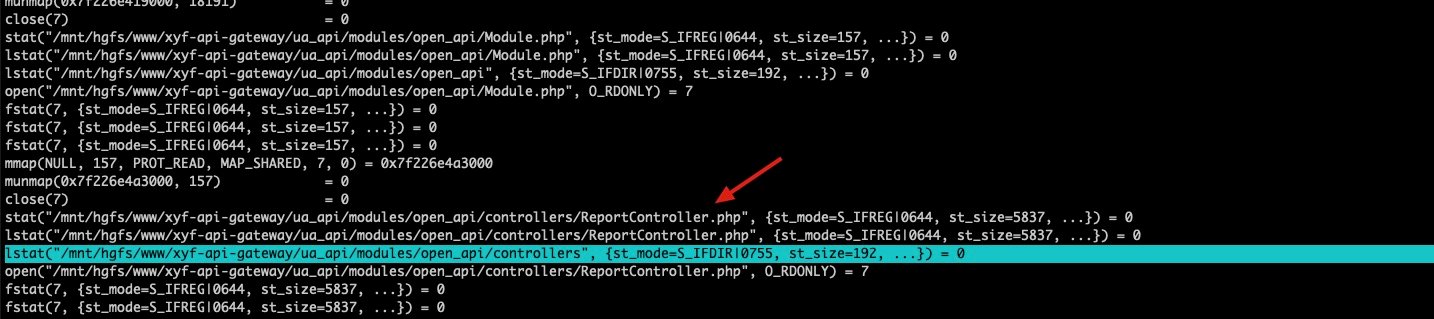 munmap(0x7f226e419000, 18191)           = 0
close(7)                                = 0
stat("/mnt/hgfs/www/xyf-api-gateway/ua_api/modules/open_api/Module.php", {st_mode=S_IFREG|0644, st_size=157, ...}) = 0
lstat("/mnt/hgfs/www/xyf-api-gateway/ua_api/modules/open_api/Module.php", {st_mode=S_IFREG|0644, st_size=157, ...}) = 0
lstat("/mnt/hgfs/www/xyf-api-gateway/ua_api/modules/open_api", {st_mode=S_IFDIR|0755, st_size=192, ...}) = 0
open("/mnt/hgfs/www/xyf-api-gateway/ua_api/modules/open_api/Module.php", O_RDONLY) = 7
fstat(7, {st_mode=S_IFREG|0644, st_size=157, ...}) = 0
fstat(7, {st_mode=S_IFREG|0644, st_size=157, ...}) = 0
fstat(7, {st_mode=S_IFREG|0644, st_size=157, ...}) = 0
mmap(NULL, 157, PROT_READ, MAP_SHARED, 7, 0) = 0x7f226e4a3000
munmap(0x7f226e4a3000, 157)             = 0
close(7)                                = 0
stat("/mnt/hgfs/www/xyf-api-gateway/ua_api/modules/open_api/controllers/ReportController.php", {st_mode=S_IFREG|0644, st_size=5837, ...}) = 0
lstat("/mnt/hgfs/www/xyf-api-gateway/ua_api/modules/open_api/controllers/ReportController.php", {st_mode=S_IFREG|0644, st_size=5837, ...}) = 0
lstat("/mnt/hgfs/www/xyf-api-gateway/ua_api/modules/open_api/controllers", {st_mode=S_IFDIR|0755, st_size=192, ...}) = 0
open("/mnt/hgfs/www/xyf-api-gateway/ua_api/modules/open_api/controllers/ReportController.php", O_RDONLY) = 7
fstat(7, {st_mode=S_IFREG|0644, st_size=5837, ...}) = 0
fstat(7, {st_mode=S_IFREG|0644, st_size=5837, ...}) = 0